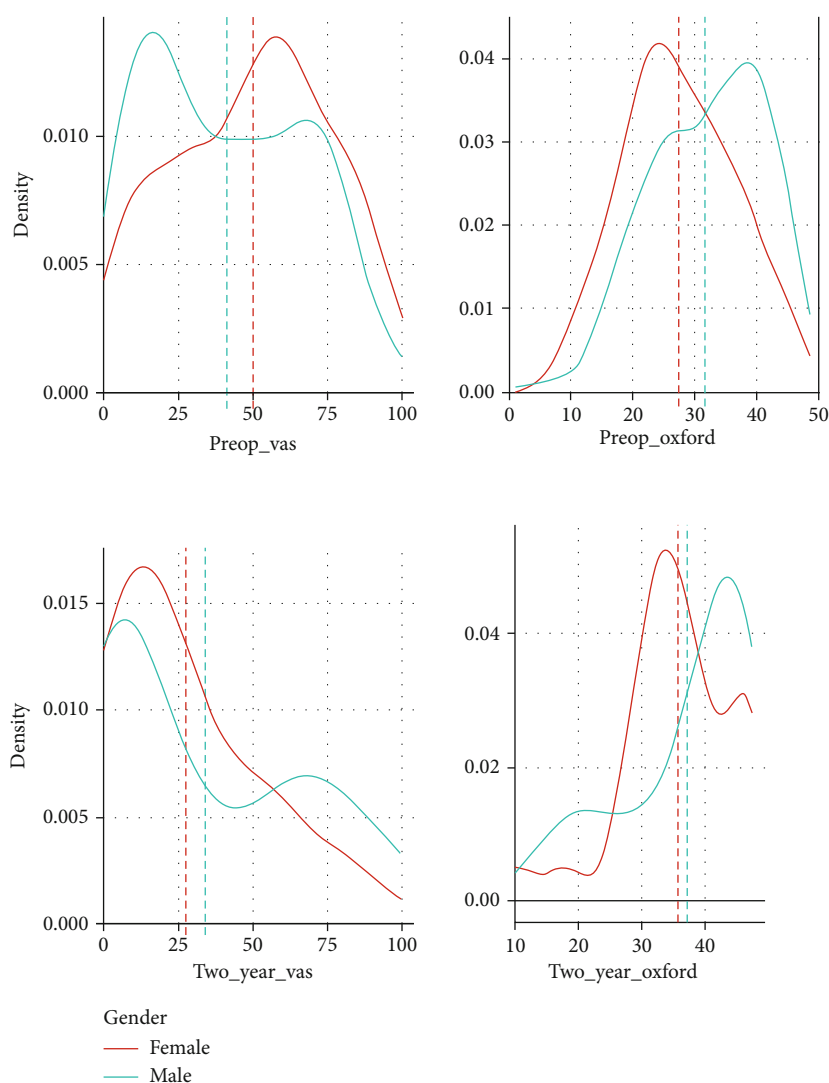 Density
0.010
0.005
0.000
0 25 50 75 100
Preop_vas
0.04
0.03
0.02
0.01
0.00
0 10 20 30 40 50
Preop_oxford
Density
0.015
0.010
0.005
0.000
0 25 50 75 100
Two_year_vas
0.04
0.02
0.00
10 20 30 40
Two_year_oxford
Gender
Female
Male